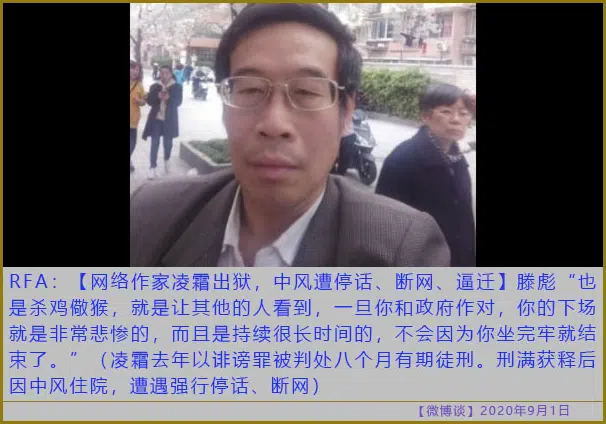 RFA：【网络作家凌霜出狱，中风遭停话、断网、逼迁】滕彪“也
是杀鸡儆猴，就是让其他的人看到，一旦你和政府作对，你的下场
就是非常悲惨的，而且是持续很长时间的，不会因为你坐完牢就结
束了。”（凌霜去年以诽谤罪被判处八个月有期徒刑。刑满获释后
因中风住院，遭遇强行停话、断网）
【微博谈】2020年9月1日